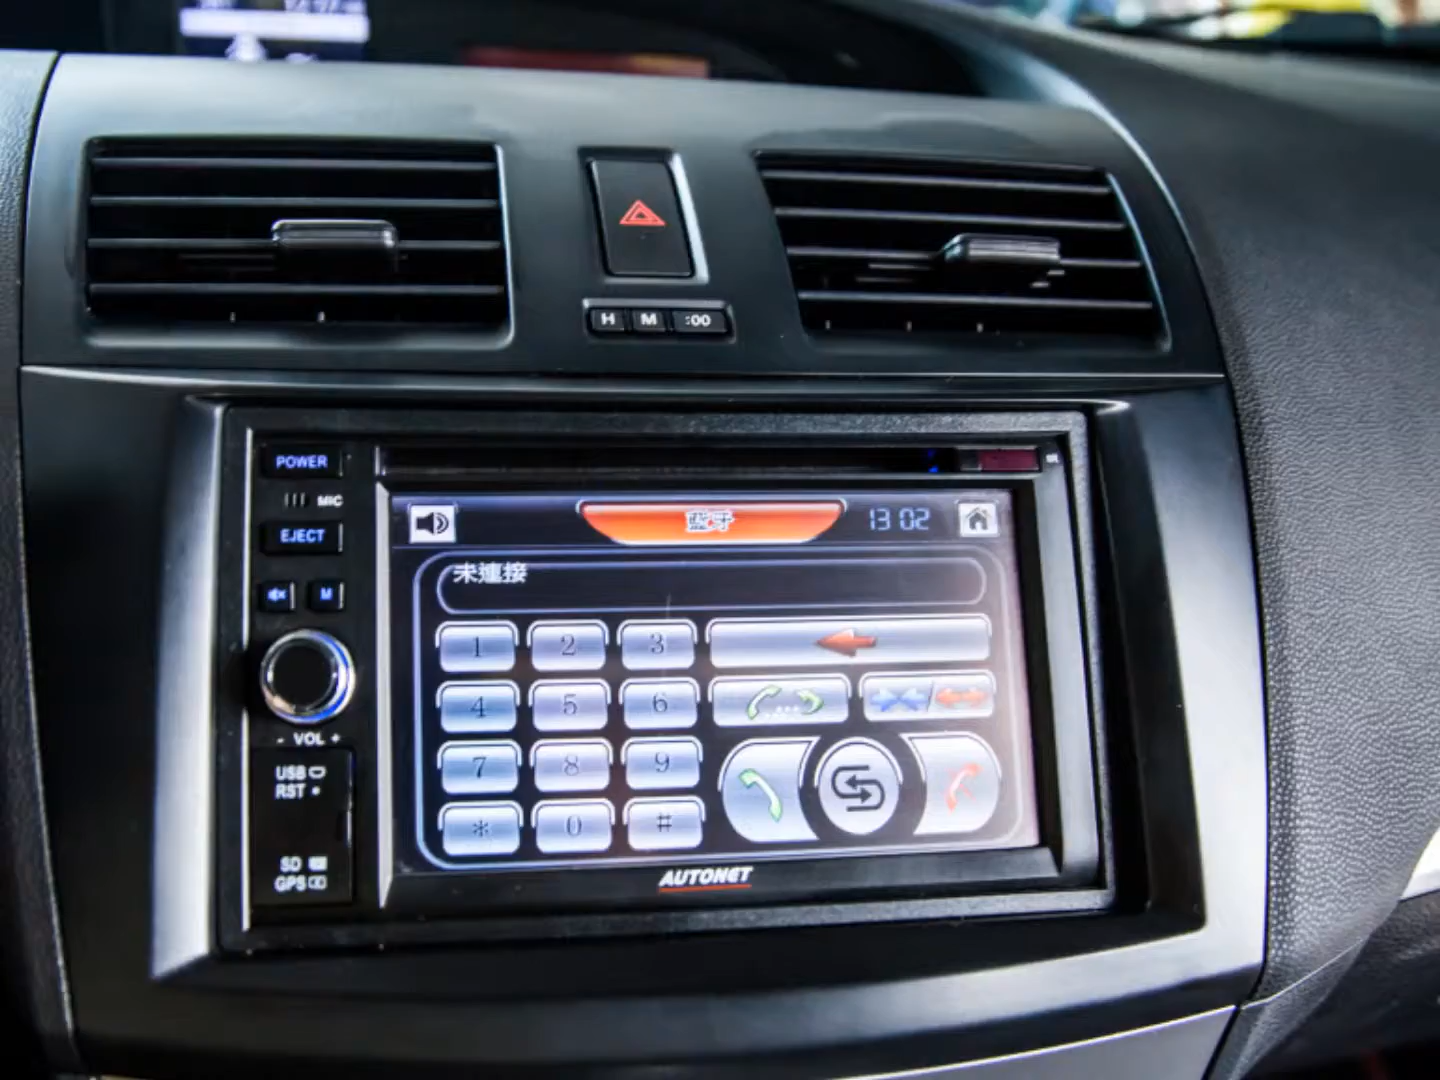 H M :00
POWER
MIC
EJECT
M
- VOL +
USB
RST
SD
GPS
藍牙
13 02
未連接
1 2 3
4 5 6
7 8 9
* 0 #
AUTONET